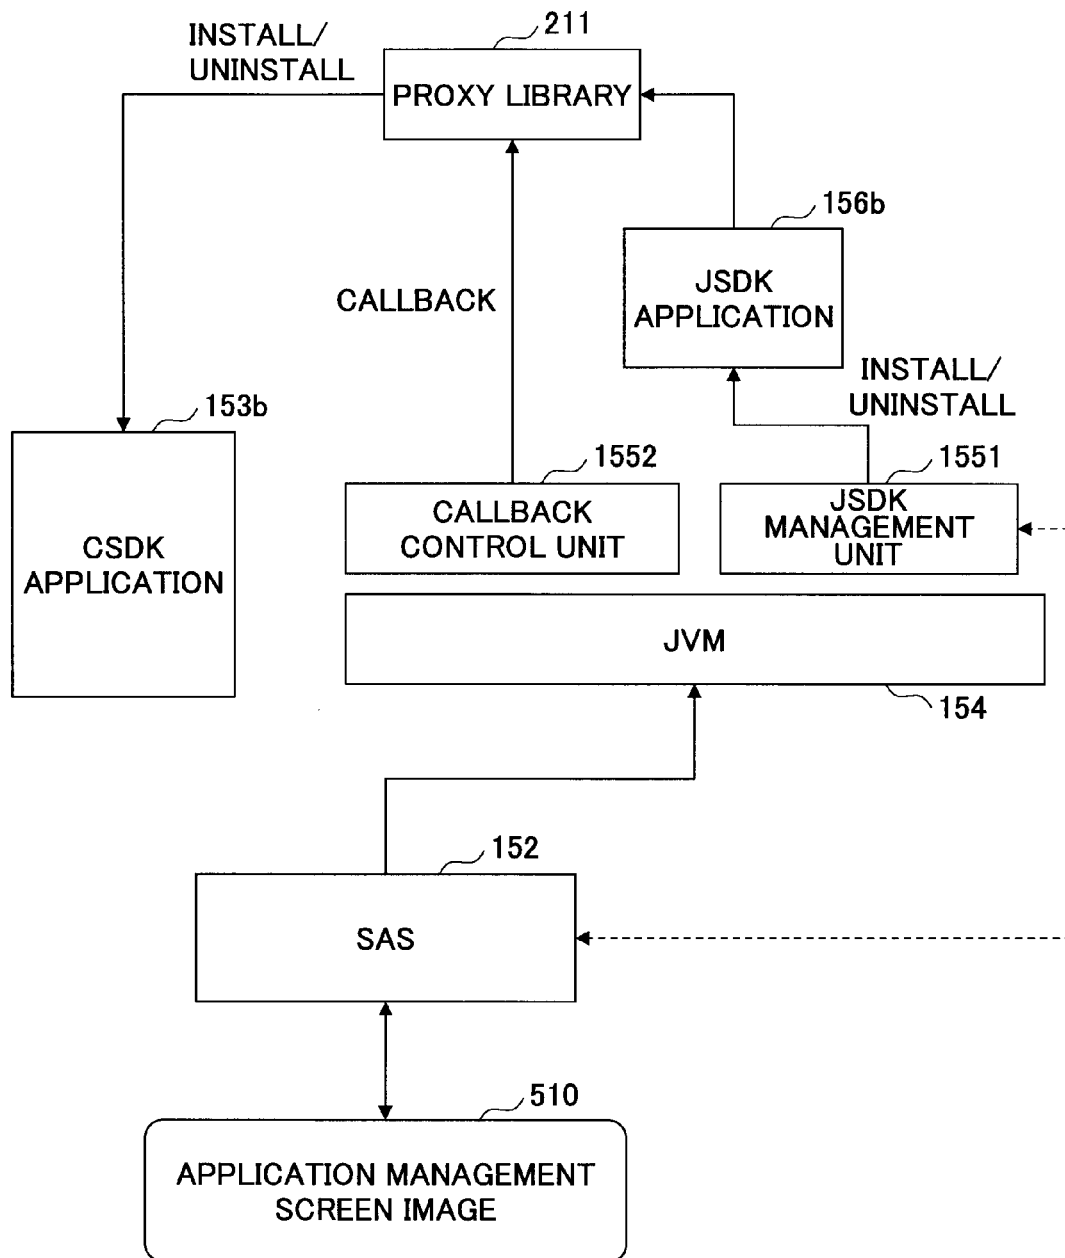 211
INSTALL/
UNINSTALL
PROXY LIBRARY
156b
JSDK
APPLICATION
CALLBACK
INSTALL/
UNINSTALL
153b
CSDK
APPLICATION
1552
CALLBACK
CONTROL UNIT
1551
JSDK
MANAGEMENT
UNIT
JVM
154
152
SAS
510
APPLICATION MANAGEMENT
SCREEN IMAGE